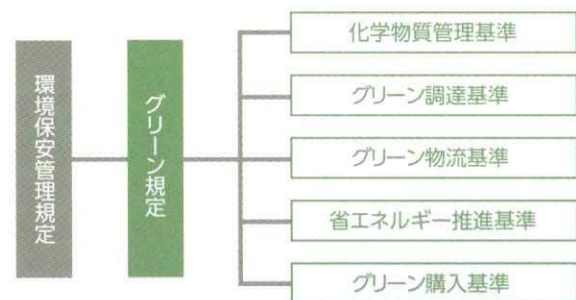 環境保安管理規定
グリーン規定
化学物質管理基準
グリーン調達基準
グリーン物流基準
省エネルギー推進基準
グリーン購入基準